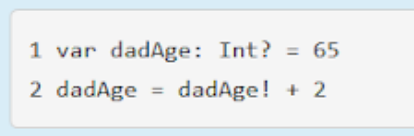 1 var dadAge: Int? = 65
2 dadAge = dadAge! + 2